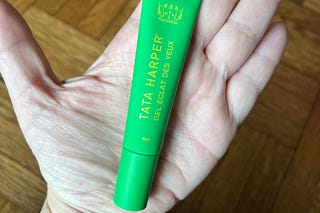 TATA HARPER
GEL ÉCLAT DES YEUX